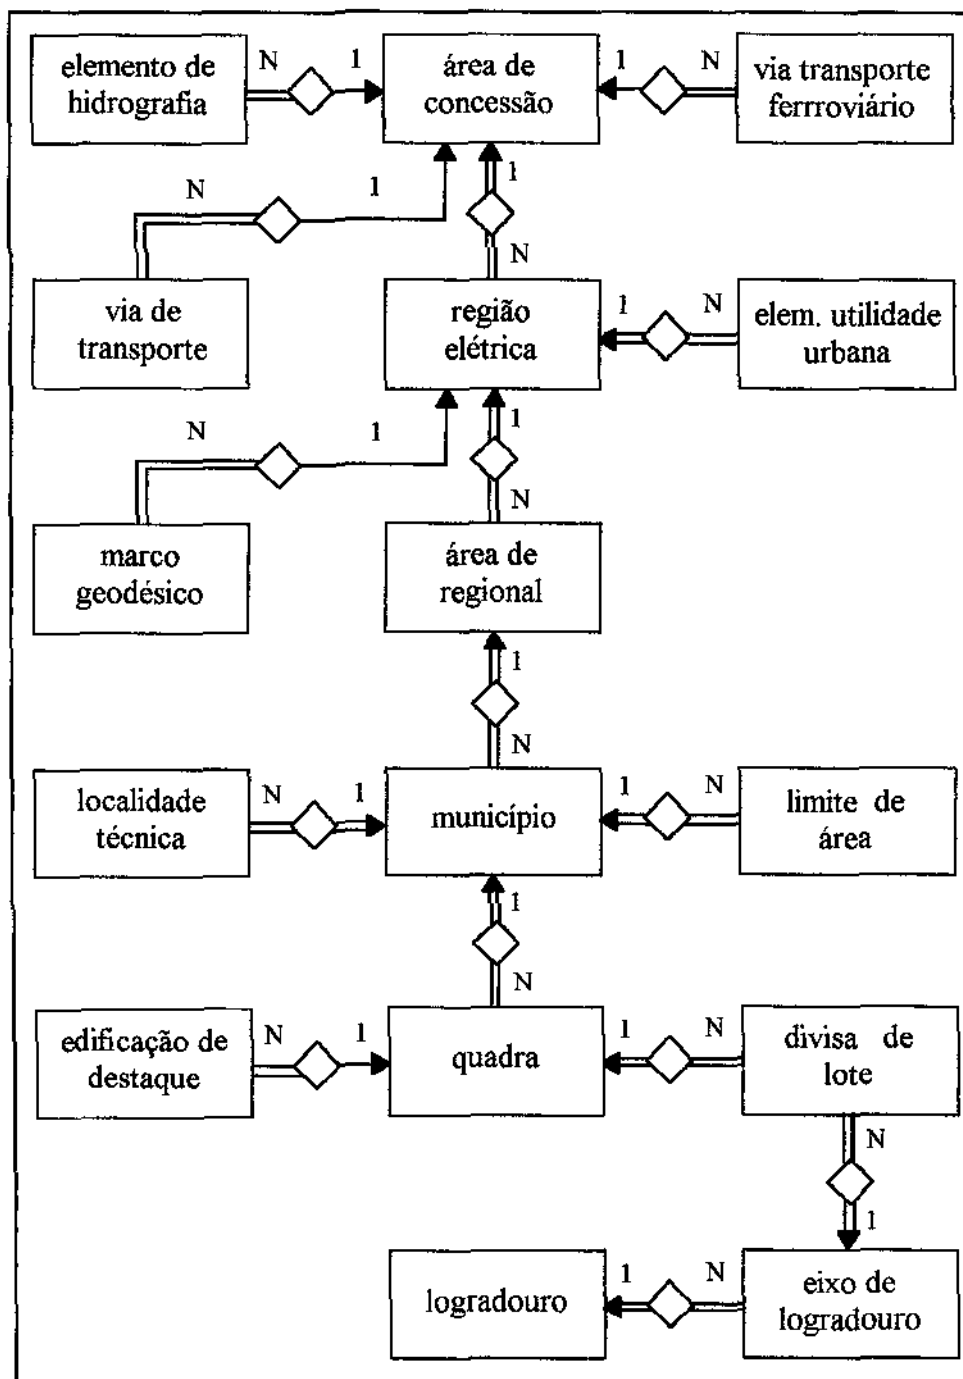 elemento de
hidrografia
N
1
área de
concessão
1
N
via transporte
ferrroviário
N
1
1
N
via de
transporte
região
elétrica
1
N
elem. utilidade
urbana
N
1
1
N
marco
geodésico
área de
regional
1
N
localidade
técnica
N
1
município
1
N
limite de
área
1
N
edificação de
destaque
N
1
quadra
1
N
divisa de
lote
N
1
logradouro
1
N
eixo de
logradouro